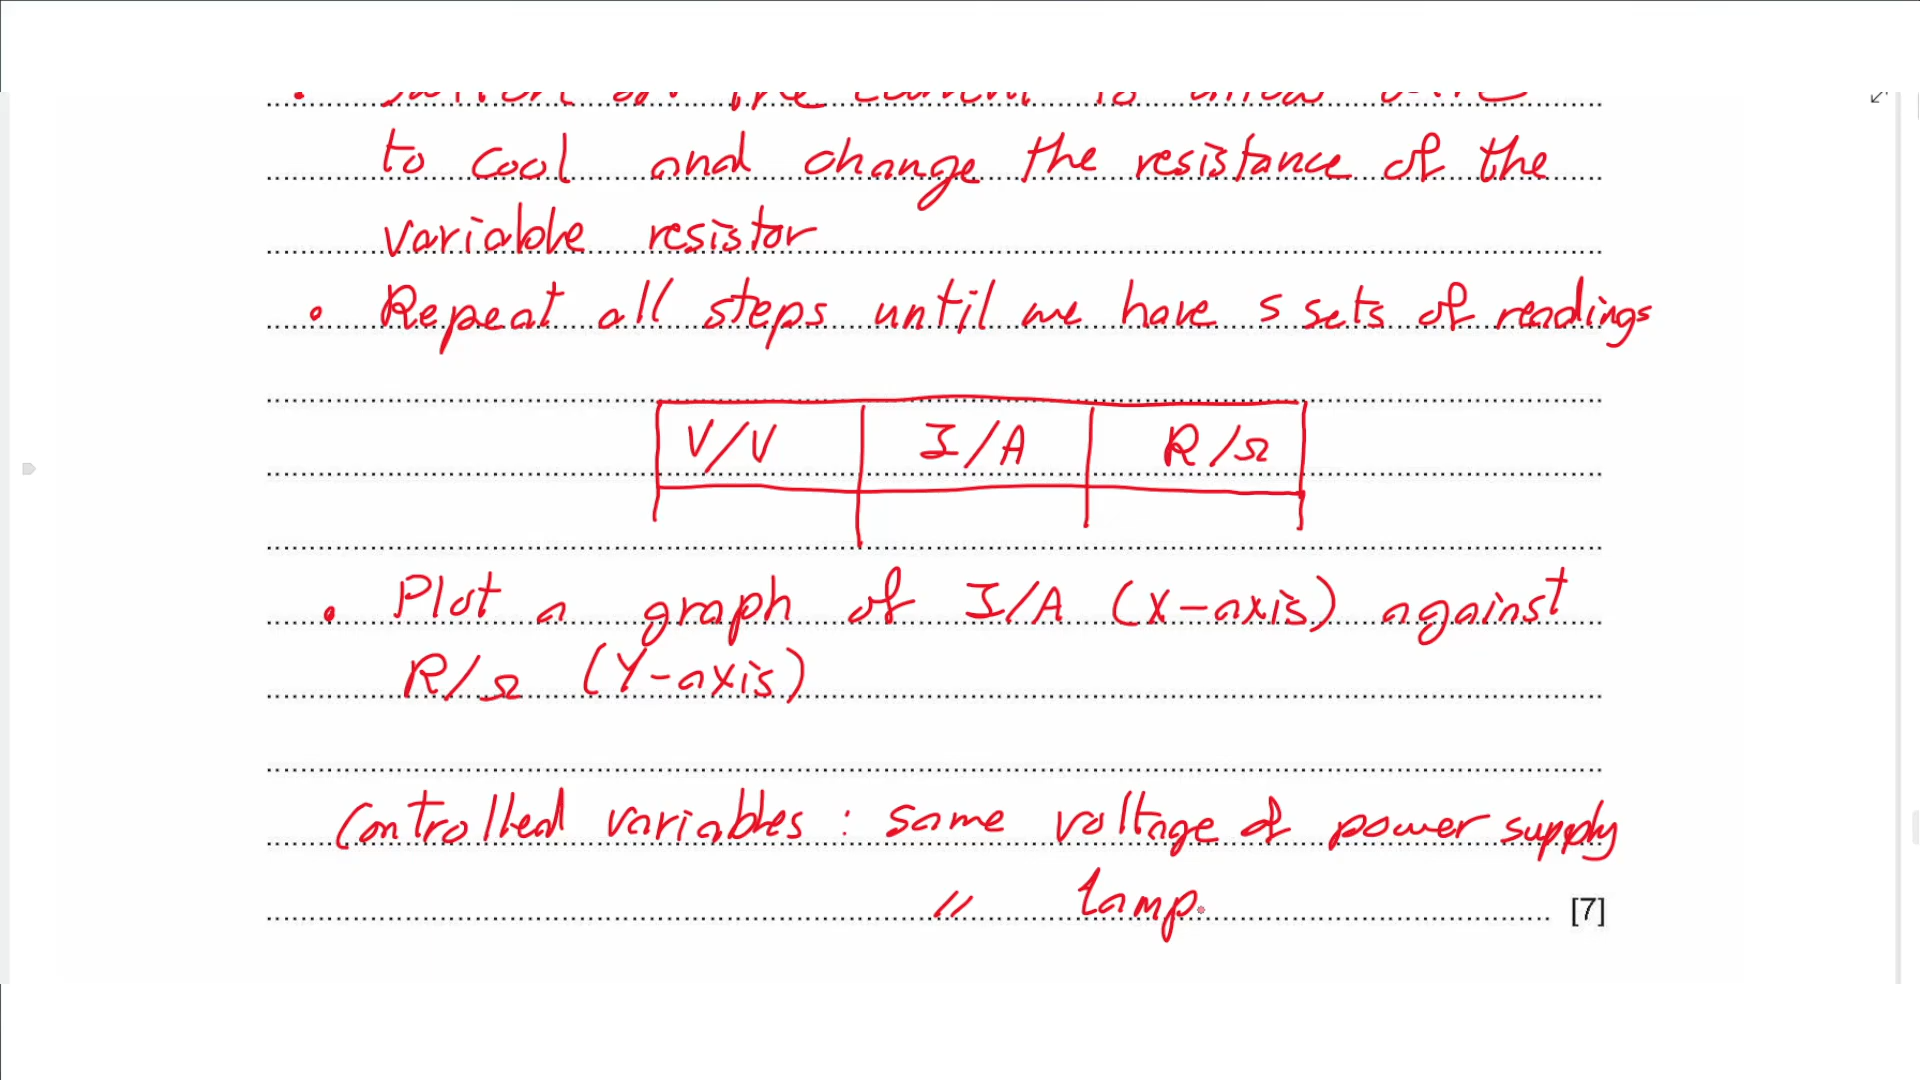 to cool and change the resistance of the
variable resistor
• Repeat all steps until we have 5 sets of readings
V/V I/A R/Ω
• Plot a graph of I/A (X-axis) against
R/Ω (Y-axis)
Controlled variables : same voltage of power supply
〃 lamp
[7]